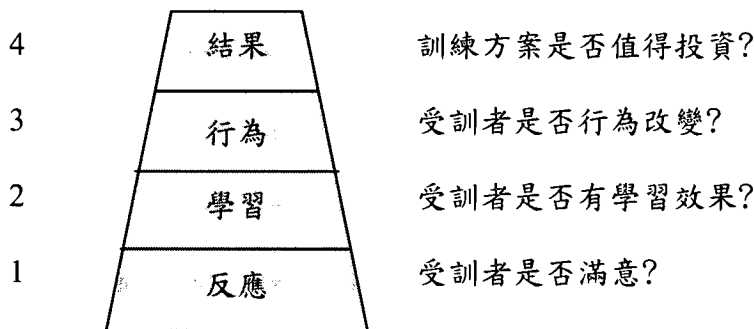 4 結果 訓練方案是否值得投資?
3 行為 受訓者是否行為改變?
2 學習 受訓者是否有學習效果?
1 反應 受訓者是否滿意?